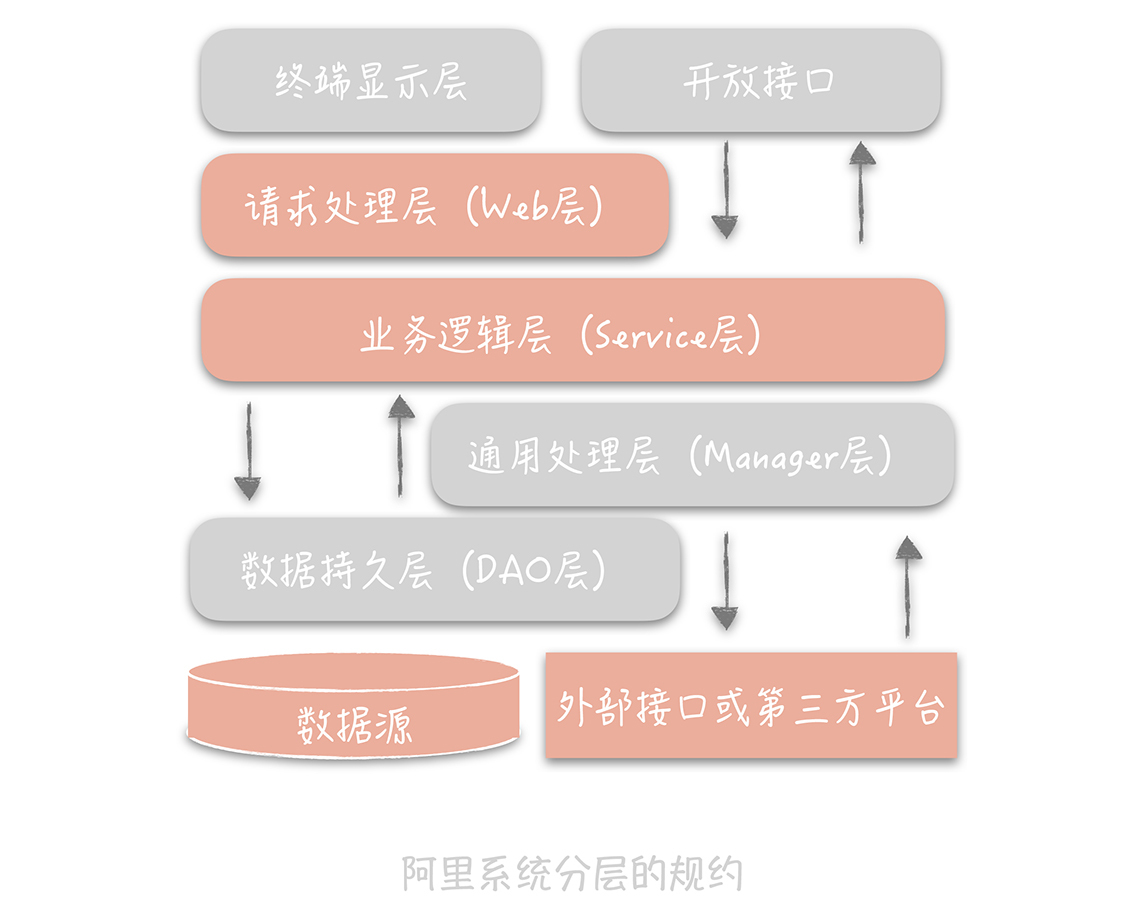 终端显示层
开放接口
请求处理层（Web层）
业务逻辑层（Service层）
通用处理层（Manager层）
数据持久层（DAO层）
数据源
外部接口或第三方平台
阿里系统分层的规约